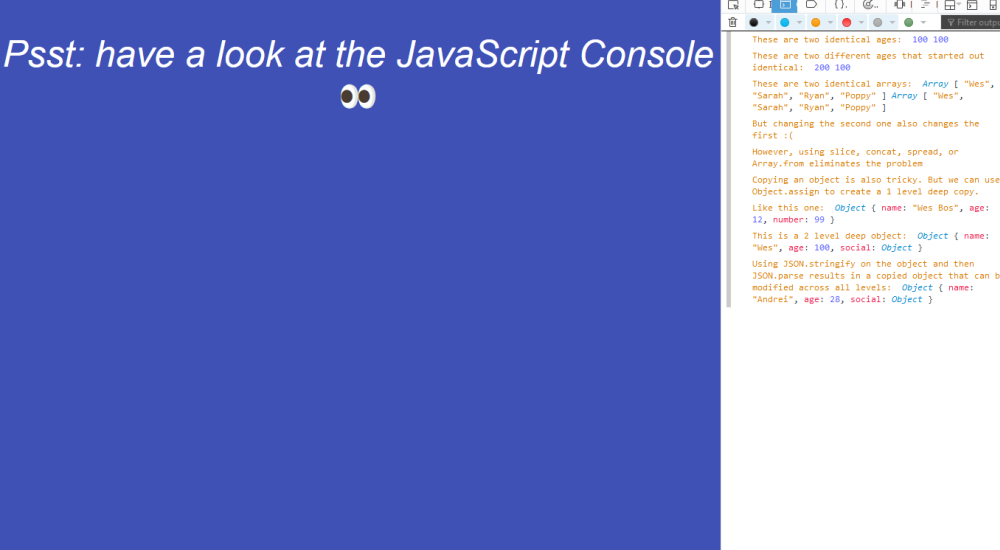 Psst: have a look at the JavaScript Console
👀
Filter outpu
These are two identical ages:  100 100
These are two different ages that started out
identical:  200 100
These are two identical arrays:  Array [ "Wes",
"Sarah", "Ryan", "Poppy" ] Array [ "Wes",
"Sarah", "Ryan", "Poppy" ]
But changing the second one also changes the
first :(
However, using slice, concat, spread, or
Array.from eliminates the problem
Copying an object is also tricky. But we can use
Object.assign to create a 1 level deep copy.
Like this one:  Object { name: "Wes Bos", age:
12, number: 99 }
This is a 2 level deep object:  Object { name:
"Wes", age: 100, social: Object }
Using JSON.stringify on the object and then
JSON.parse results in a copied object that can b
modified across all levels:  Object { name:
"Andrei", age: 28, social: Object }